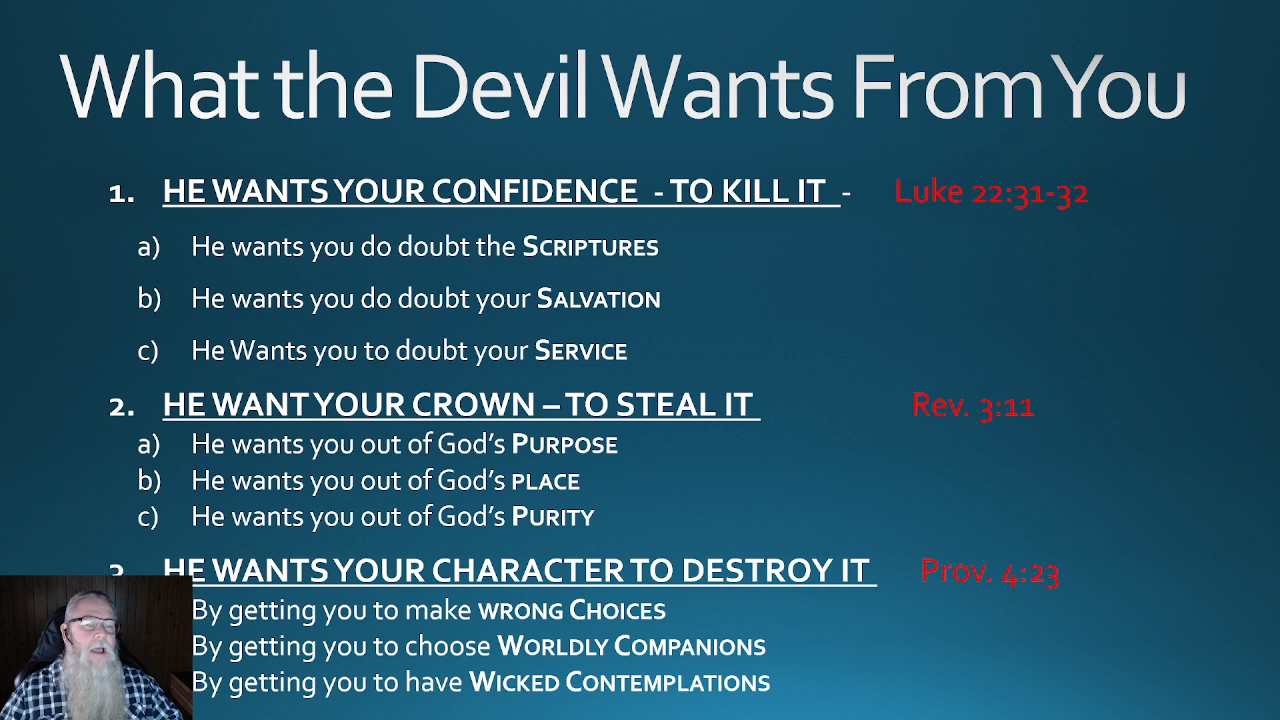 What the Devil Wants From You
1. HE WANTS YOUR CONFIDENCE - TO KILL IT - Luke 22:31-32
a) He wants you do doubt the SCRIPTURES
b) He wants you do doubt your SALVATION
c) He Wants you to doubt your SERVICE
2. HE WANT YOUR CROWN – TO STEAL IT Rev. 3:11
a) He wants you out of God's PURPOSE
b) He wants you out of God's PLACE
c) He wants you out of God's PURITY
HE WANTS YOUR CHARACTER TO DESTROY IT Prov. 4:23
By getting you to make WRONG CHOICES
By getting you to choose WORLDLY COMPANIONS
By getting you to have WICKED CONTEMPLATIONS